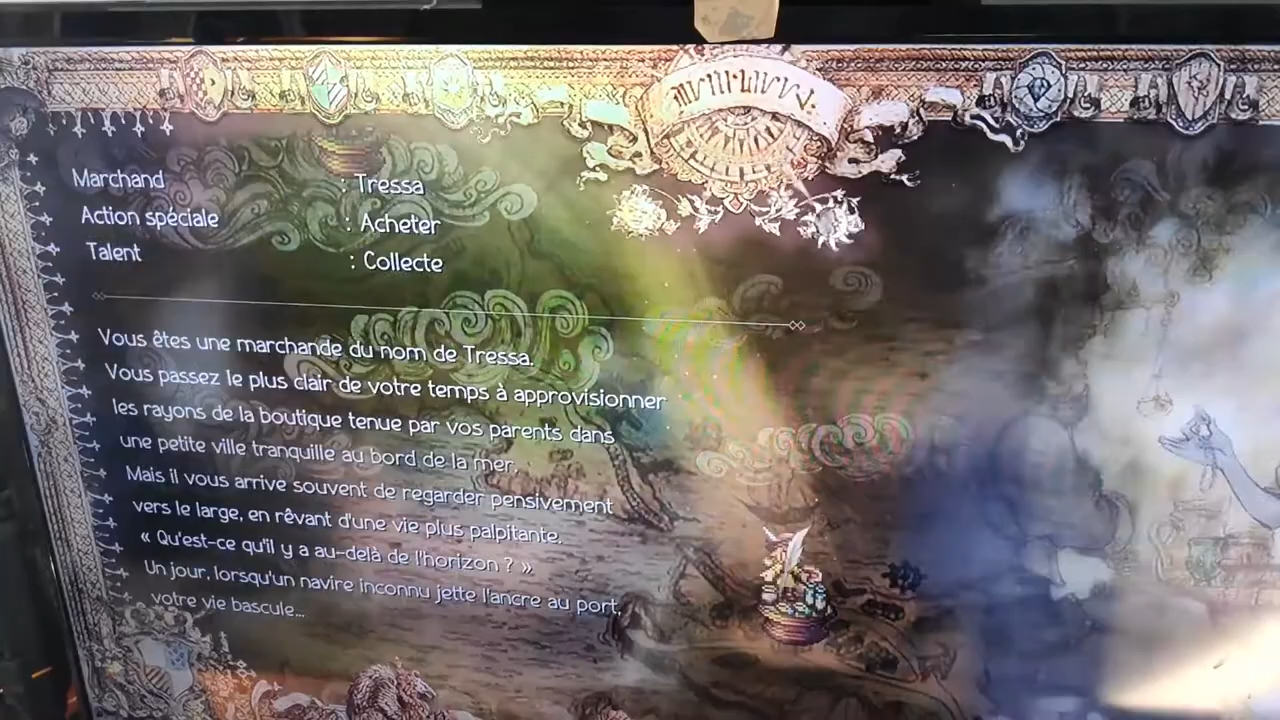 Marchand : Tressa
Action spéciale : Acheter
Talent : Collecte
Vous êtes une marchande du nom de Tressa.
Vous passez le plus clair de votre temps à approvisionner
les rayons de la boutique tenue par vos parents dans
une petite ville tranquille au bord de la mer.
Mais il vous arrive souvent de regarder pensivement
vers le large, en rêvant d'une vie plus palpitante.
« Qu'est-ce qu'il y a au-delà de l'horizon ? »
Un jour, lorsqu'un navire inconnu jette l'ancre au port,
votre vie bascule...